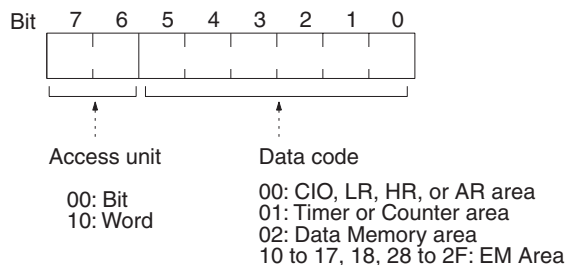 Bit 7 6 5 4 3 2 1 0
Access unit
00: Bit
10: Word
Data code
00: CIO, LR, HR, or AR area
01: Timer or Counter area
02: Data Memory area
10 to 17, 18, 28 to 2F: EM Area